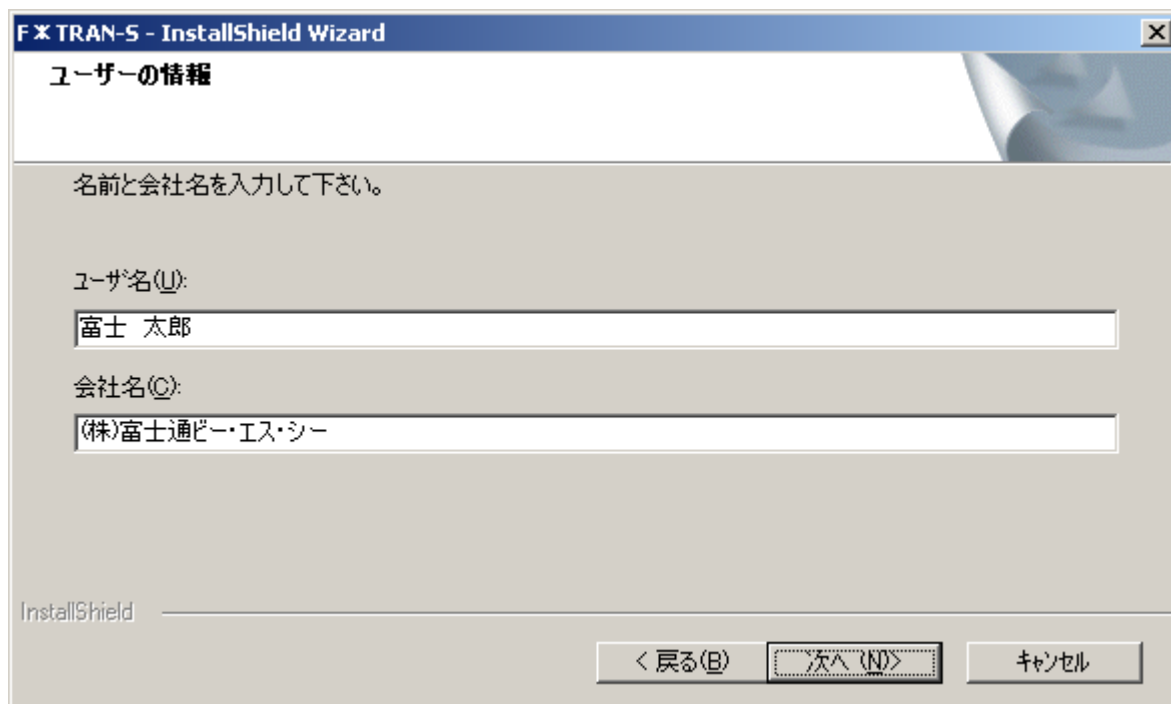 F*TRAN-S - InstallShield Wizard
ユーザーの情報
名前と会社名を入力して下さい。
ユーザ名(U):
富士 太郎
会社名(C):
(株)富士通ビー・エス・シー
InstallShield
< 戻る(B) 次へ (N)> キャンセル